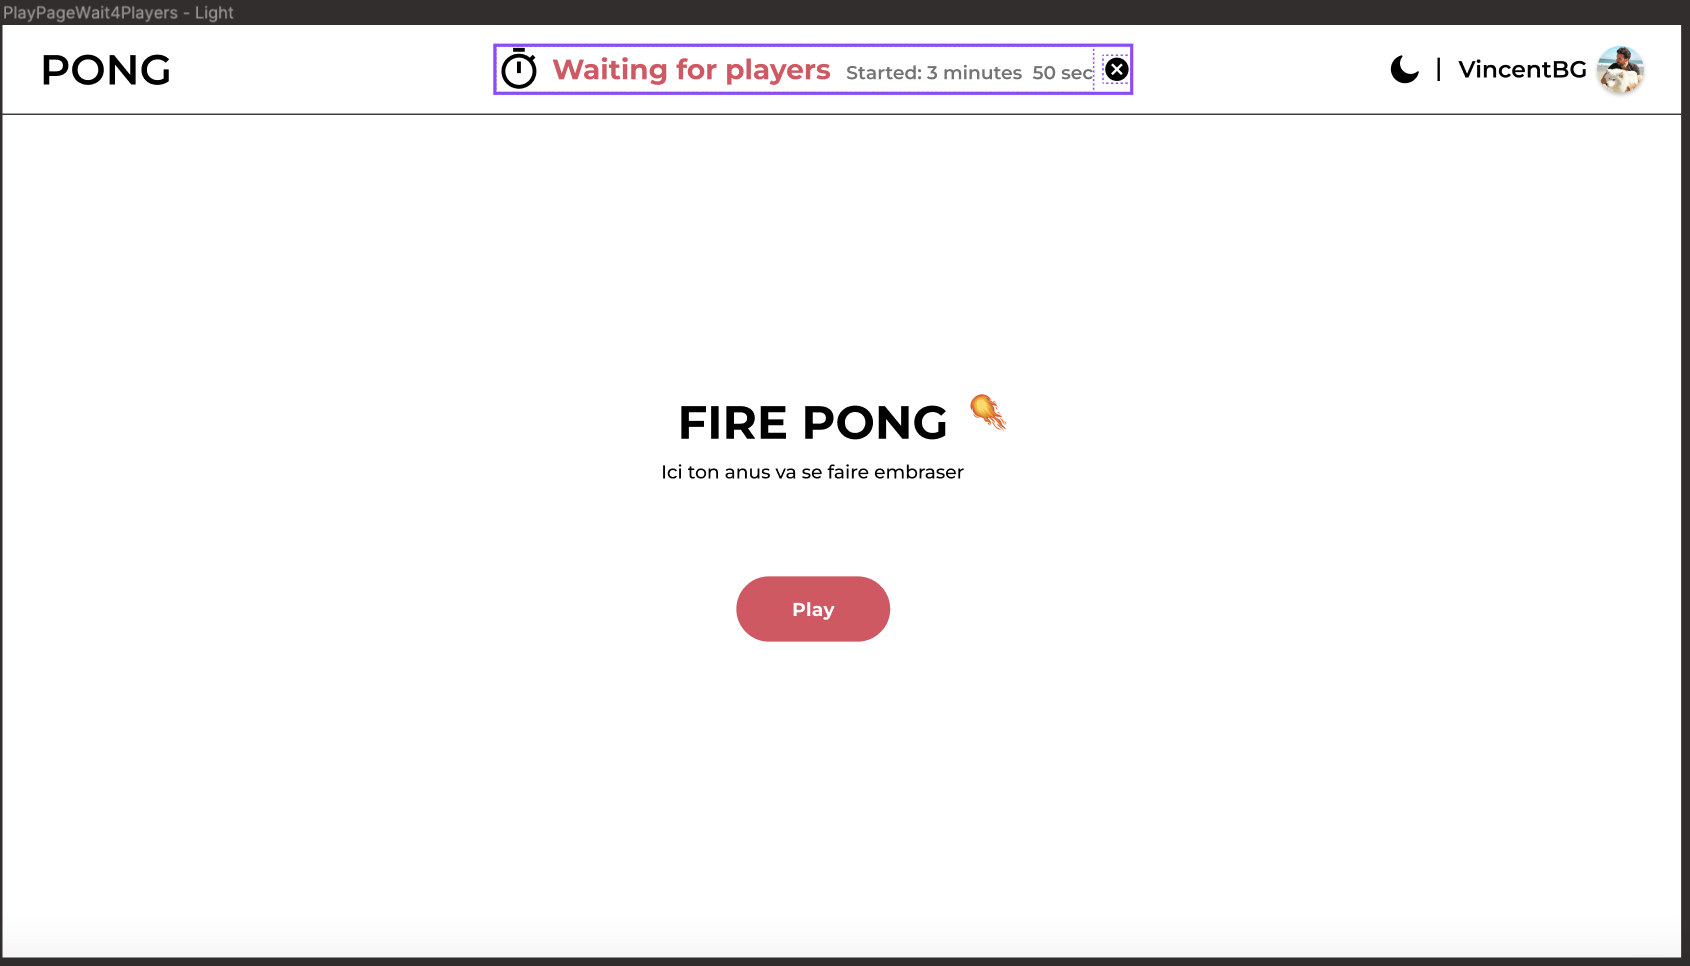 PlayPageWait4Players - Light
PONG
Waiting for players Started: 3 minutes 50 sec
| VincentBG
FIRE PONG
Ici ton anus va se faire embraser
Play